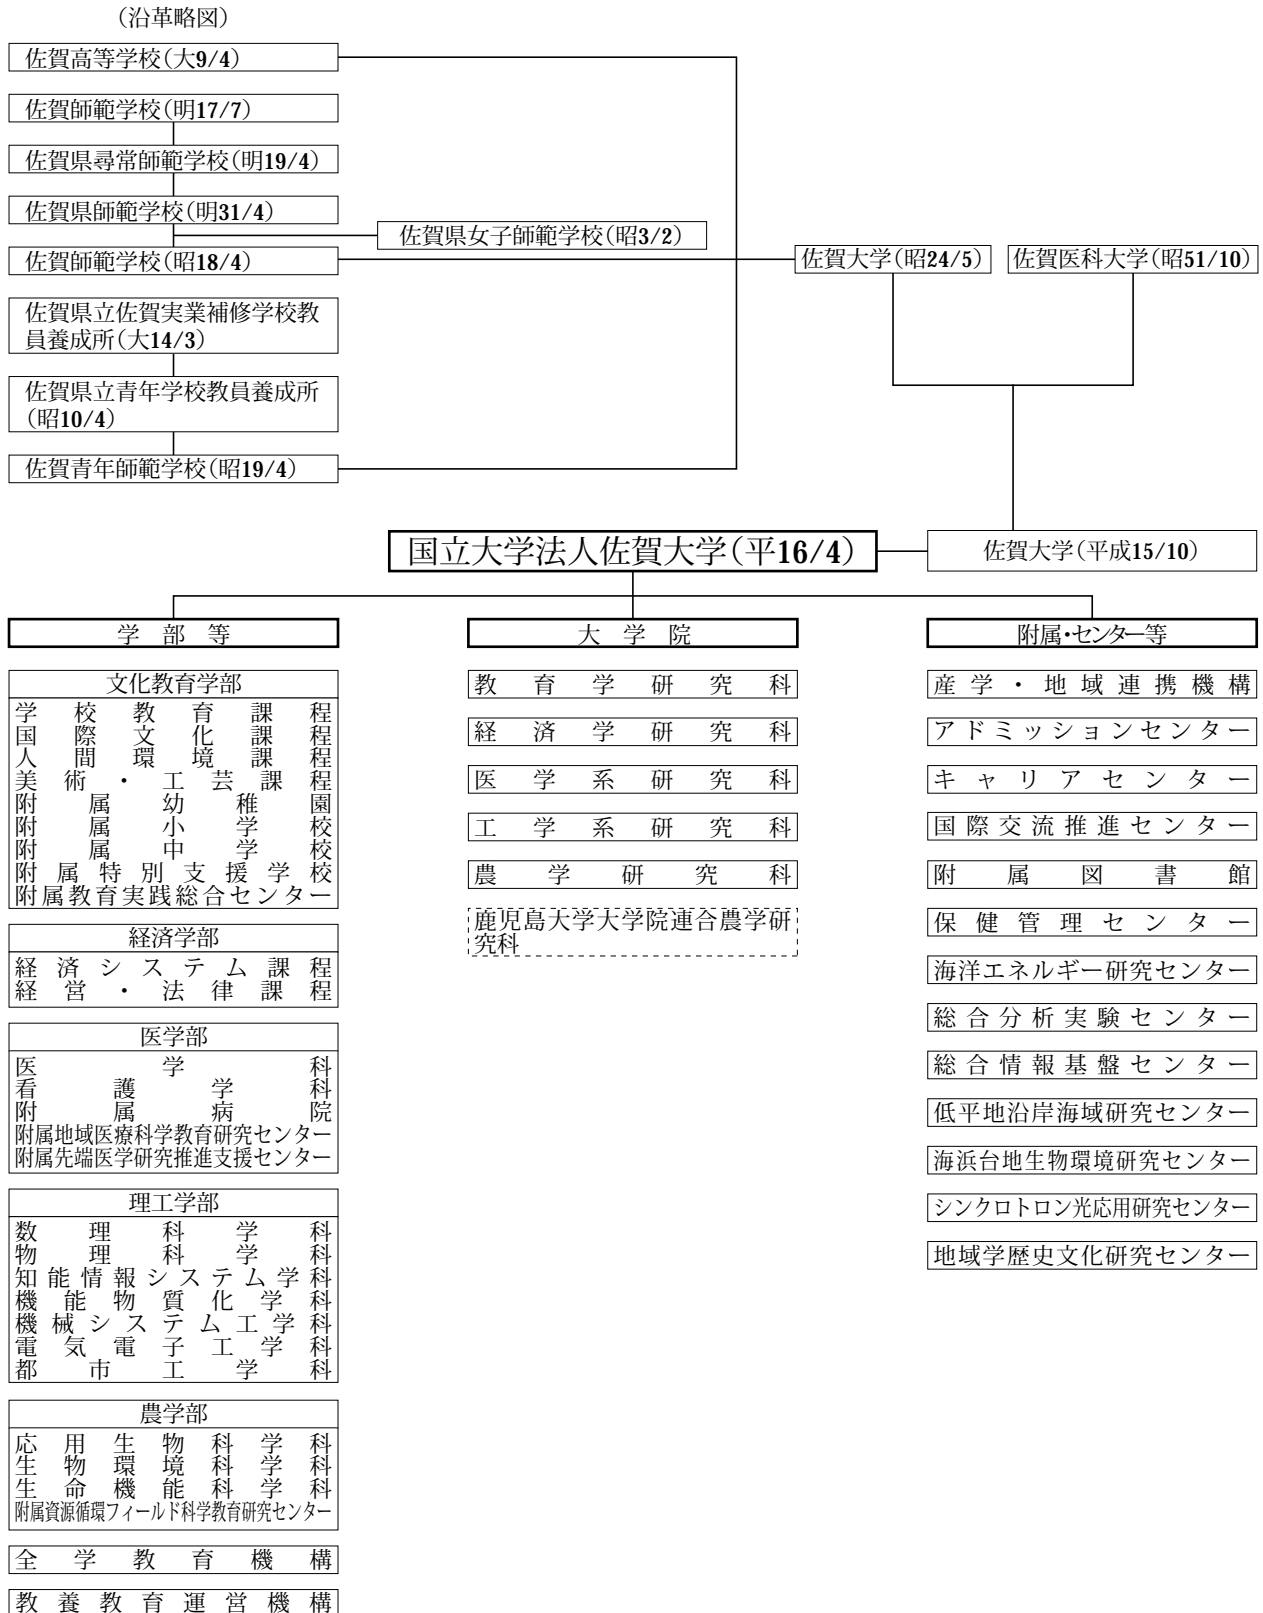 (沿革略図)
佐賀高等学校(大9/4)
佐賀師範学校(明17/7)
佐賀県尋常師範学校(明19/4)
佐賀県師範学校(明31/4)
佐賀県女子師範学校(昭3/2)
佐賀師範学校(昭18/4)
佐賀大学(昭24/5)
佐賀医科大学(昭51/10)
佐賀県立佐賀実業補修学校教
員養成所(大14/3)
佐賀県立青年学校教員養成所
(昭10/4)
佐賀青年師範学校(昭19/4)
国立大学法人佐賀大学(平16/4)
佐賀大学(平成15/10)
学部等
文化教育学部
学校教育課程
国際文化課程
人間環境課程
美術・工芸課程
附属幼稚園
附属小学校
附属中学校
附属特別支援学校
附属教育実践総合センター
経済学部
経済システム課程
経営・法律課程
医学部
医学科
看護学科
附属病院
附属地域医療科学教育研究センター
附属先端医学研究推進支援センター
理工学部
数理科学科
物理科学科
知能情報システム学科
機能物質化学科
機械システム工学科
電気電子工学科
都市工学科
農学部
応用生物科学科
生物環境科学科
生命機能科学科
附属資源循環フィールド科学教育研究センター
全学教育機構
教養教育運営機構
大学院
教育学研究科
経済学研究科
医学系研究科
工学系研究科
農学研究科
鹿児島大学大学院連合農学研
究科
附属・センター等
産学・地域連携機構
アドミッションセンター
キャリアセンター
国際交流推進センター
附属図書館
保健管理センター
海洋エネルギー研究センター
総合分析実験センター
総合情報基盤センター
低平地沿岸海域研究センター
海浜台地生物環境研究センター
シンクロトロン光応用研究センター
地域学歴史文化研究センター